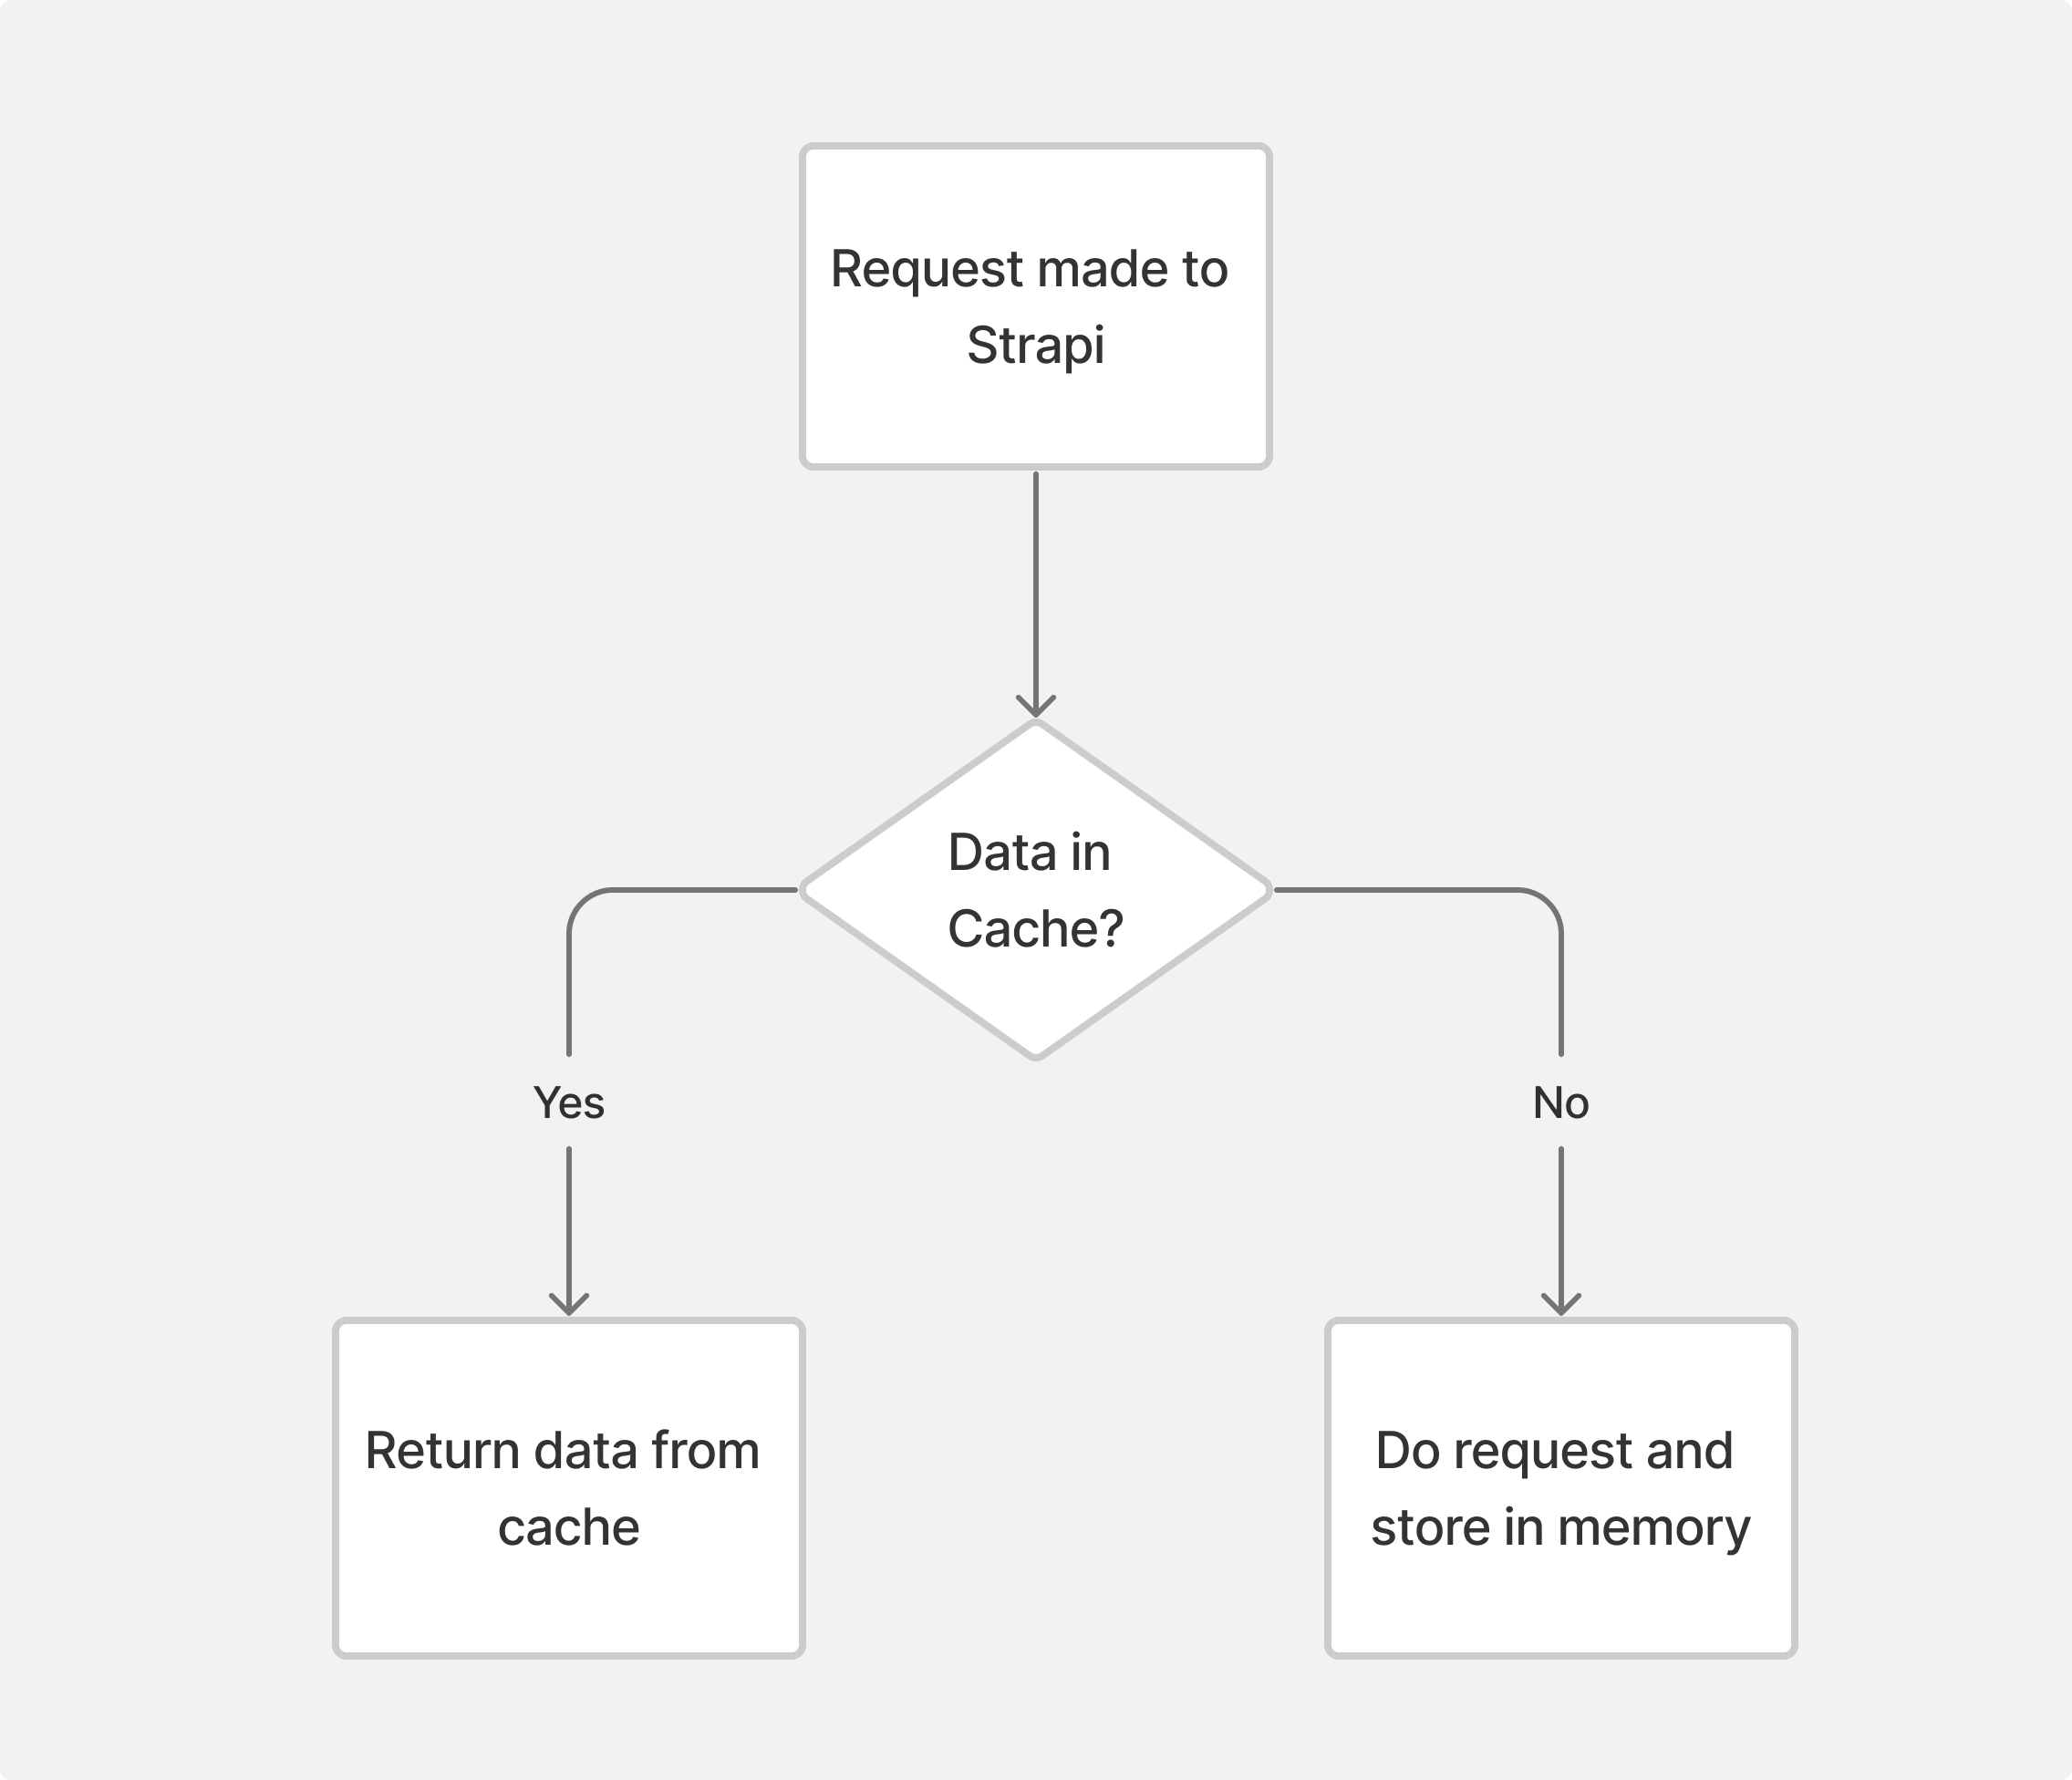 Request made to
Strapi
Data in
Cache?
Yes
No
Return data from
cache
Do request and
store in memory